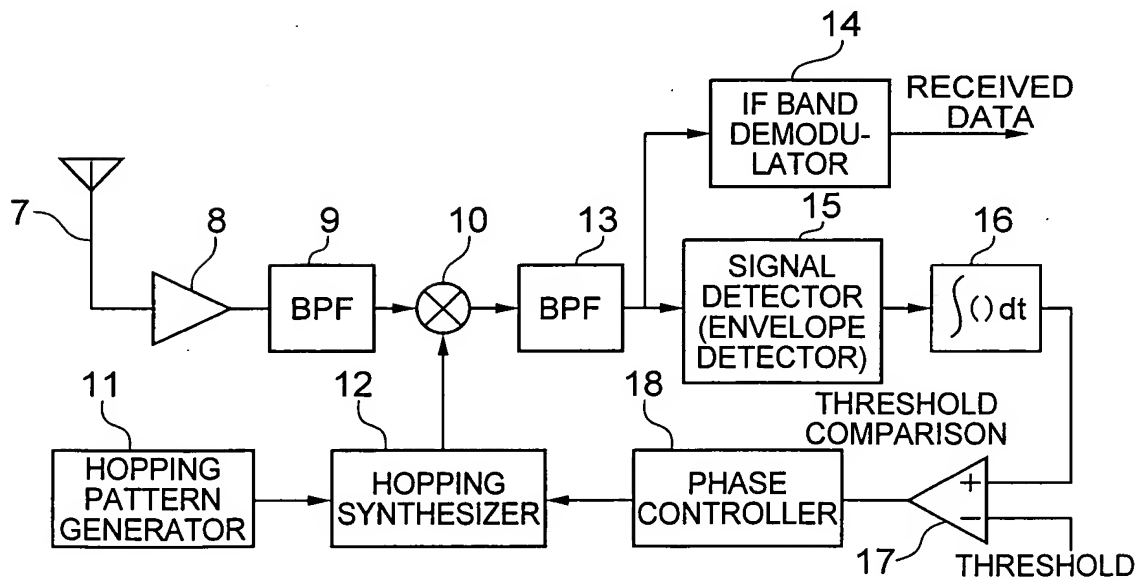 14
IF BAND
DEMODU-
LATOR
RECEIVED
DATA
7
8
9
BPF
10
13
BPF
15
SIGNAL
DETECTOR
(ENVELOPE
DETECTOR)
16
∫()dt
11
HOPPING
PATTERN
GENERATOR
12
HOPPING
SYNTHESIZER
18
PHASE
CONTROLLER
THRESHOLD
COMPARISON
+
−
17
THRESHOLD